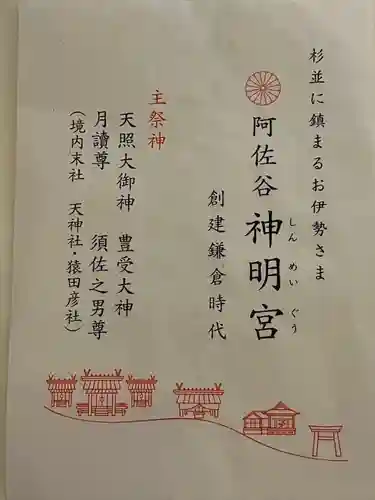 杉並に鎮まるお伊勢さま
阿佐谷神明宮
しんめいぐう
創建鎌倉時代
主祭神
天照大御神 豊受大神
月讀尊 須佐之男尊
（境内末社 天神社・猿田彦社）